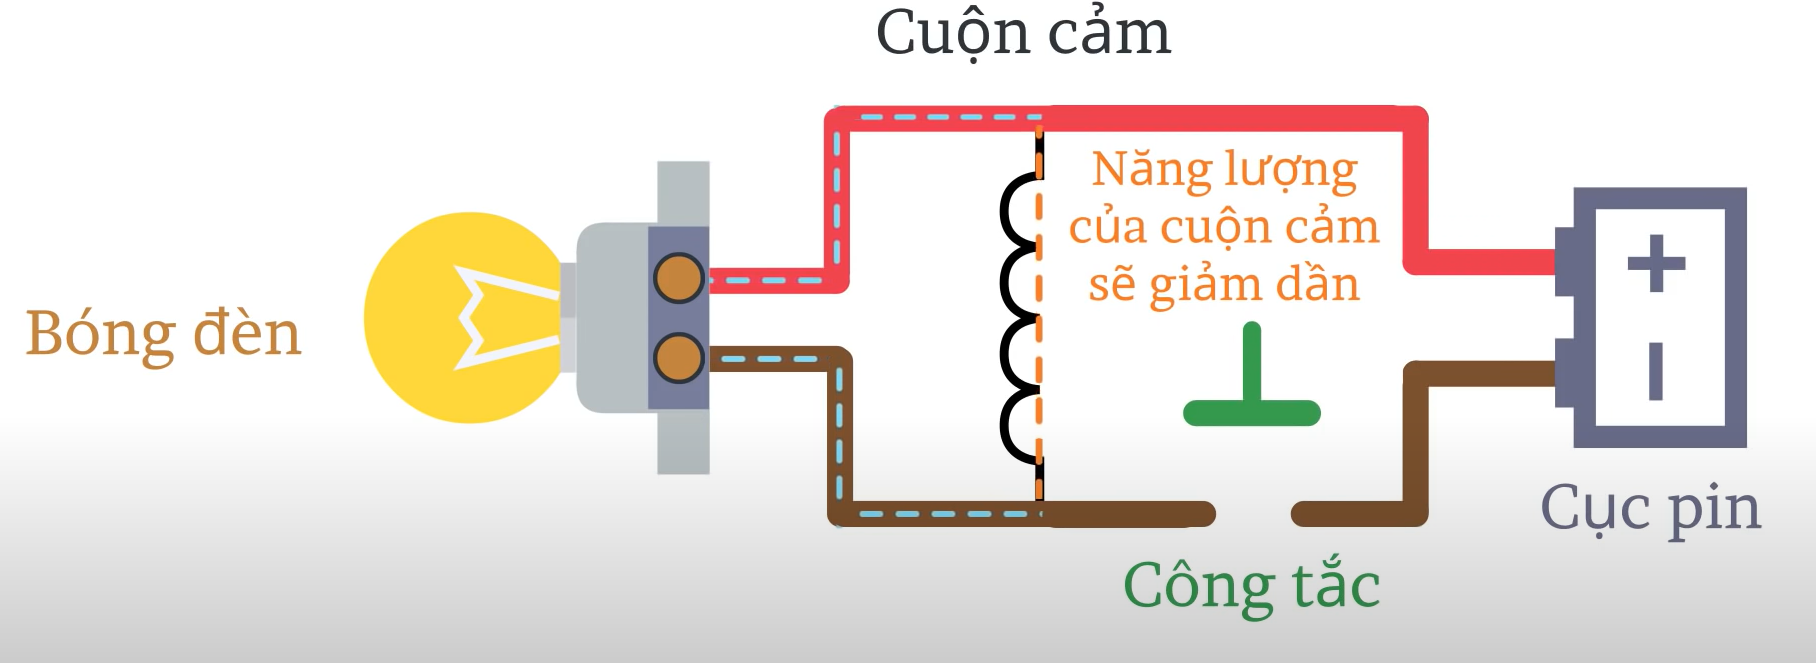 Cuộn cảm
Năng lượng
của cuộn cảm
sẽ giảm dần
Bóng đèn
+
–
Cục pin
Công tắc